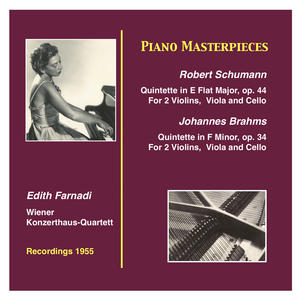 PIANO MASTERPIECES
Robert Schumann
Quintette in E Flat Major, op. 44
For 2 Violins, Viola and Cello
Johannes Brahms
Quintette in F Minor, op. 34
For 2 Violins, Viola and Cello
Edith Farnadi
Wiener
Konzerthaus-Quartett
Recordings 1955